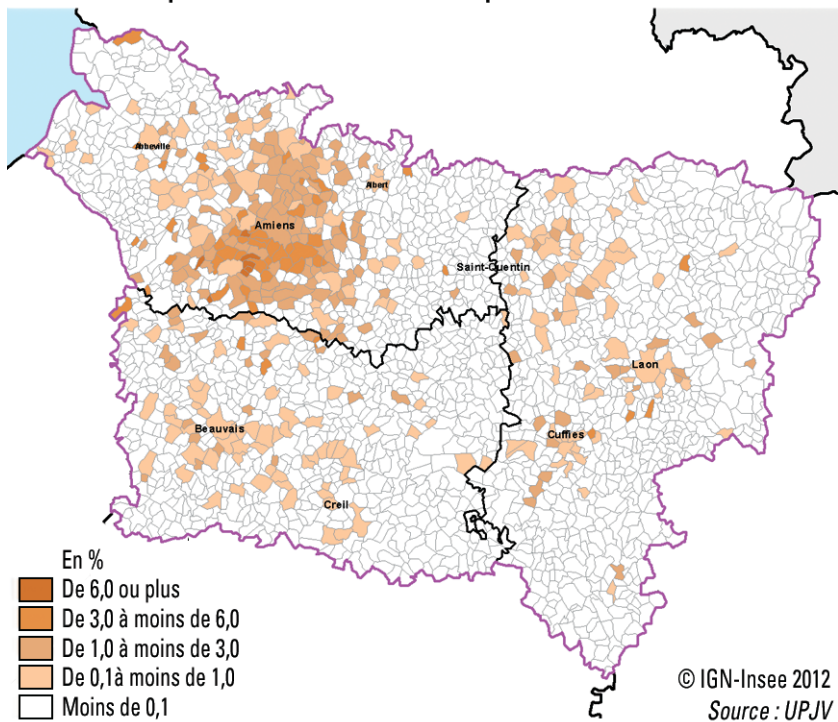 Abbeville
Albert
Amiens
Saint-Quentin
Laon
Beauvais
Cuffies
Creil
En %
De 6,0 ou plus
De 3,0 à moins de 6,0
De 1,0 à moins de 3,0
De 0,1à moins de 1,0
Moins de 0,1
© IGN-Insee 2012
Source : UPJV